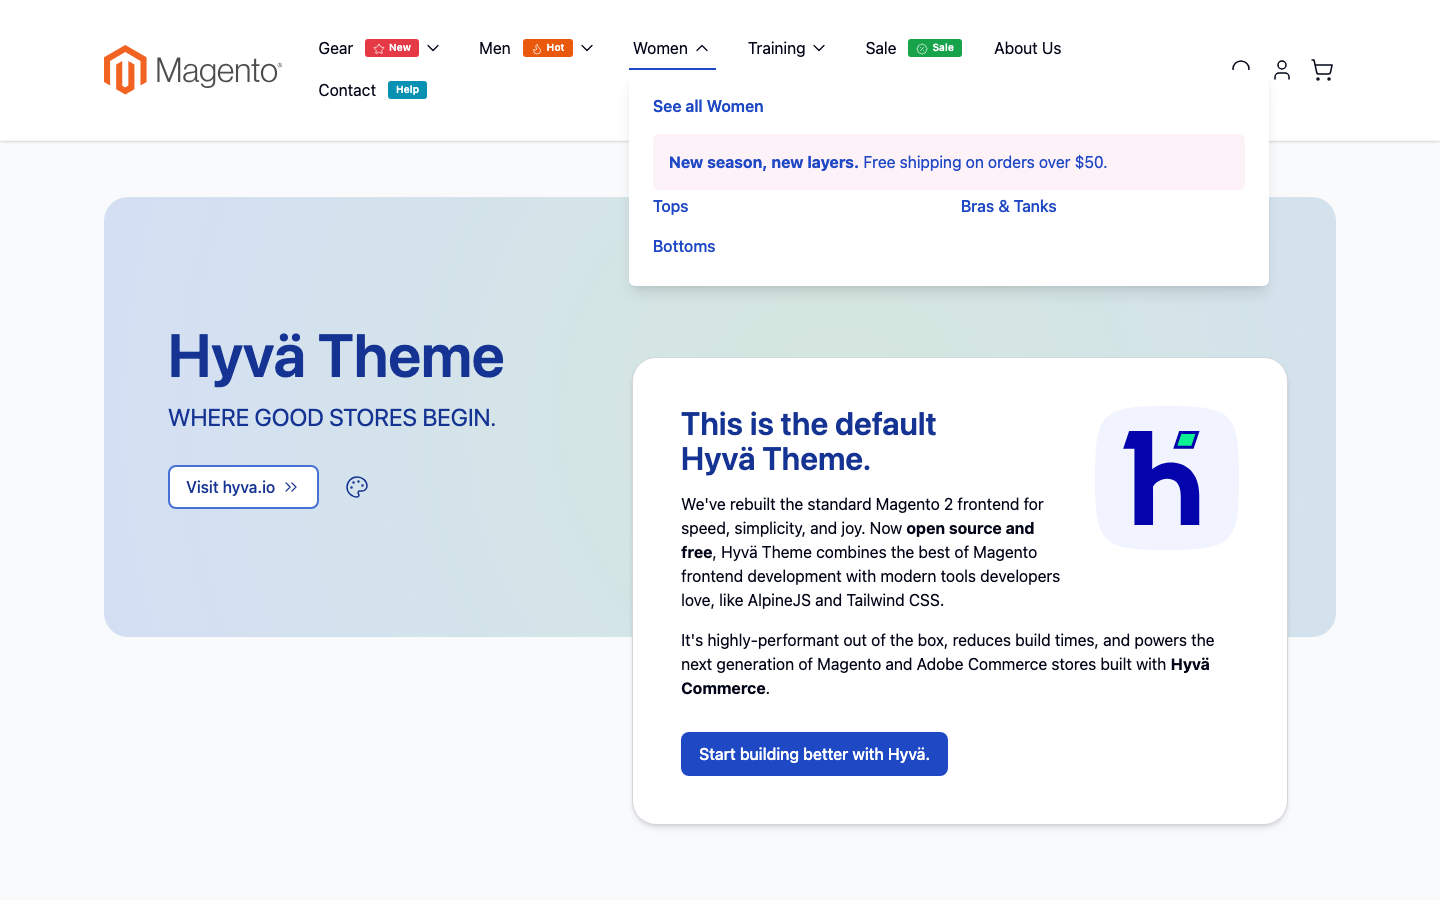 Magento®
Gear New
Men Hot
Women
Training
Sale Sale
About Us
Contact Help
See all Women
New season, new layers. Free shipping on orders over $50.
Tops
Bras & Tanks
Bottoms
Hyvä Theme
WHERE GOOD STORES BEGIN.
Visit hyva.io
This is the default
Hyvä Theme.
We've rebuilt the standard Magento 2 frontend for
speed, simplicity, and joy. Now open source and
free, Hyvä Theme combines the best of Magento
frontend development with modern tools developers
love, like AlpineJS and Tailwind CSS.
It's highly-performant out of the box, reduces build times, and powers the
next generation of Magento and Adobe Commerce stores built with Hyvä
Commerce.
Start building better with Hyvä.